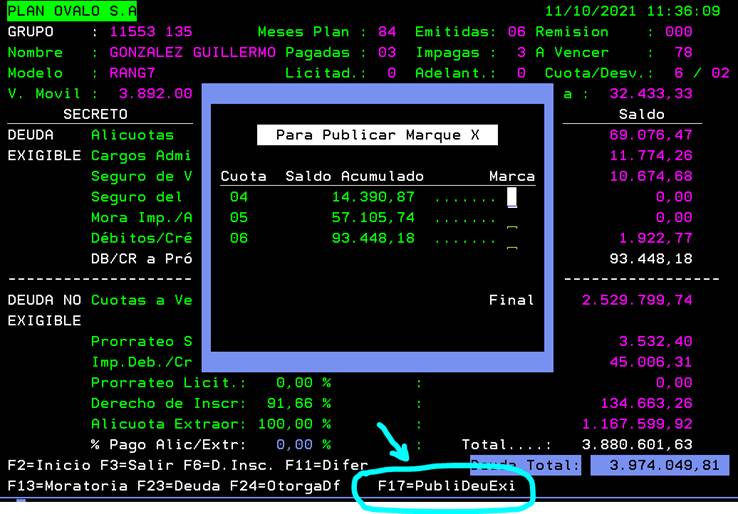 PLAN OVALO S.A 11/10/2021 11:36:09
GRUPO : 11553 135 Meses Plan : 84 Emitidas: 06 Remision : 000
Nombre : GONZALEZ GUILLERMO Pagadas : 03 Impagas : 3 A Vencer : 78
Modelo : RANG7 Licitad.: 0 Adelant.: 0 Cuota/Desv.: 6 / 02
V. Movil : 3.892.00 a : 32.433,33
SECRETO Saldo
DEUDA Alicuotas 69.076,47
Para Publicar Marque X
EXIGIBLE Cargos Admi 11.774,26
Seguro de V 10.674,68
Cuota Saldo Acumulado Marca
Seguro del 0,00
04 14.390,87 .......
Mora Imp./A 0,00
05 57.105,74 ....... _
Débitos/Cré 1.922,77
06 93.448,18 ....... _
DB/CR a Pró 93.448,18
DEUDA NO Cuotas a Ve 2.529.799,74
Final
EXIGIBLE
Prorrateo S 3.532,40
Imp.Deb./Cr 45.006,31
Prorrateo Licit.: 0,00 % : 0,00
Derecho de Inscr: 91,66 % : 134.663,26
Alicuota Extraor: 100,00 % : 1.167.599,92
% Pago Alic/Extr: 0,00 % : Total....: 3.880.601,63
F2=Inicio F3=Salir F6=D.Insc. F11=Difer Deuda Total: 3.974.049,81
F13=Moratoria F23=Deuda F24=OtorgaDf F17=PubliDeuExi